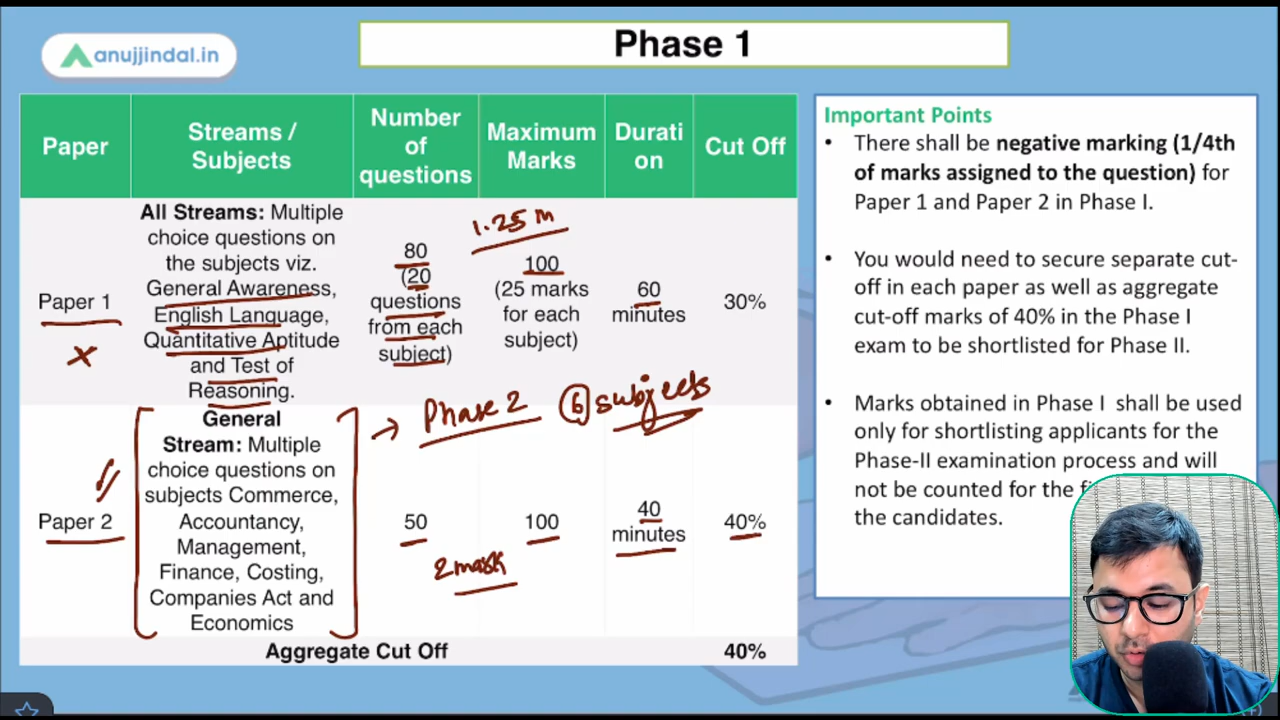 anujjindal.in
Phase 1
Paper
Streams /
Subjects
Number
of
questions
Maximum
Marks
Durati
on
Cut Off
Paper 1
X
All Streams: Multiple
choice questions on
the subjects viz.
General Awareness,
English Language,
Quantitative Aptitude
and Test of
Reasoning.
80
(20
questions
from each
subject)
1.25 m
100
(25 marks
for each
subject)
60
minutes
30%
Paper 2
General
Stream: Multiple
choice questions on
subjects Commerce,
Accountancy,
Management,
Finance, Costing,
Companies Act and
Economics
→ Phase 2 6 subjects
50
2 mark
100
40
minutes
40%
Aggregate Cut Off
40%
Important Points
• There shall be negative marking (1/4th
of marks assigned to the question) for
Paper 1 and Paper 2 in Phase I.
• You would need to secure separate cut-
off in each paper as well as aggregate
cut-off marks of 40% in the Phase I
exam to be shortlisted for Phase II.
• Marks obtained in Phase I shall be used
only for shortlisting applicants for the
Phase-II examination process and will
not be counted for the
the candidates.